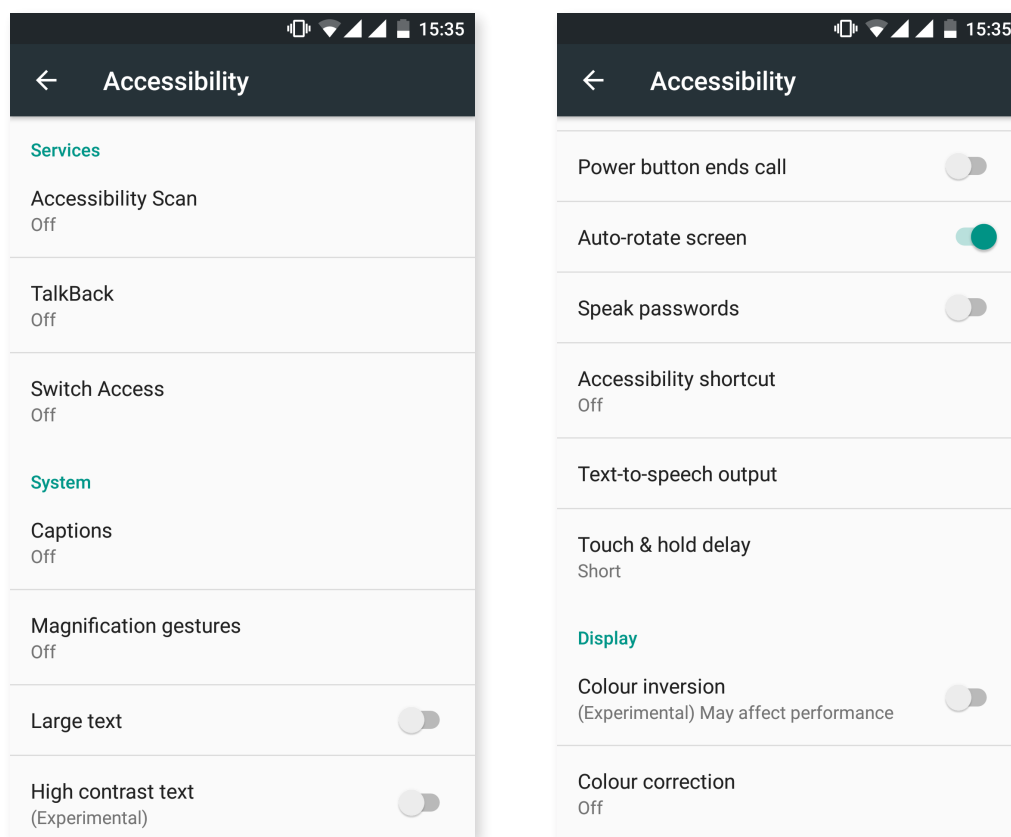 15:35
Accessibility
Services
Accessibility Scan
Off
TalkBack
Off
Switch Access
Off
System
Captions
Off
Magnification gestures
Off
Large text
High contrast text
(Experimental)
15:35
Accessibility
Power button ends call
Auto-rotate screen
Speak passwords
Accessibility shortcut
Off
Text-to-speech output
Touch & hold delay
Short
Display
Colour inversion
(Experimental) May affect performance
Colour correction
Off